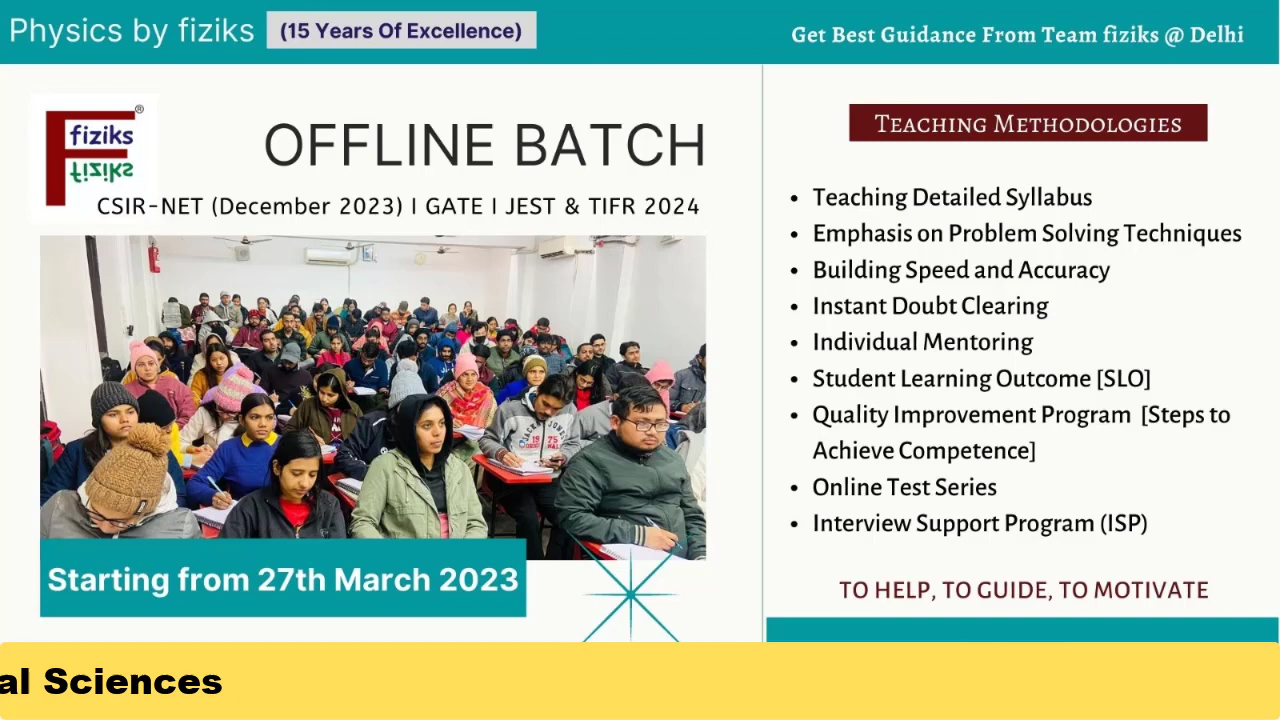 Physics by fiziks
(15 Years Of Excellence)
Get Best Guidance From Team fiziks @ Delhi
®
fiziks
fiziks
OFFLINE BATCH
CSIR-NET (December 2023) I GATE I JEST & TIFR 2024
Starting from 27th March 2023
Teaching Methodologies
• Teaching Detailed Syllabus
• Emphasis on Problem Solving Techniques
• Building Speed and Accuracy
• Instant Doubt Clearing
• Individual Mentoring
• Student Learning Outcome [SLO]
• Quality Improvement Program [Steps to
Achieve Competence]
• Online Test Series
• Interview Support Program (ISP)
TO HELP, TO GUIDE, TO MOTIVATE
al Sciences